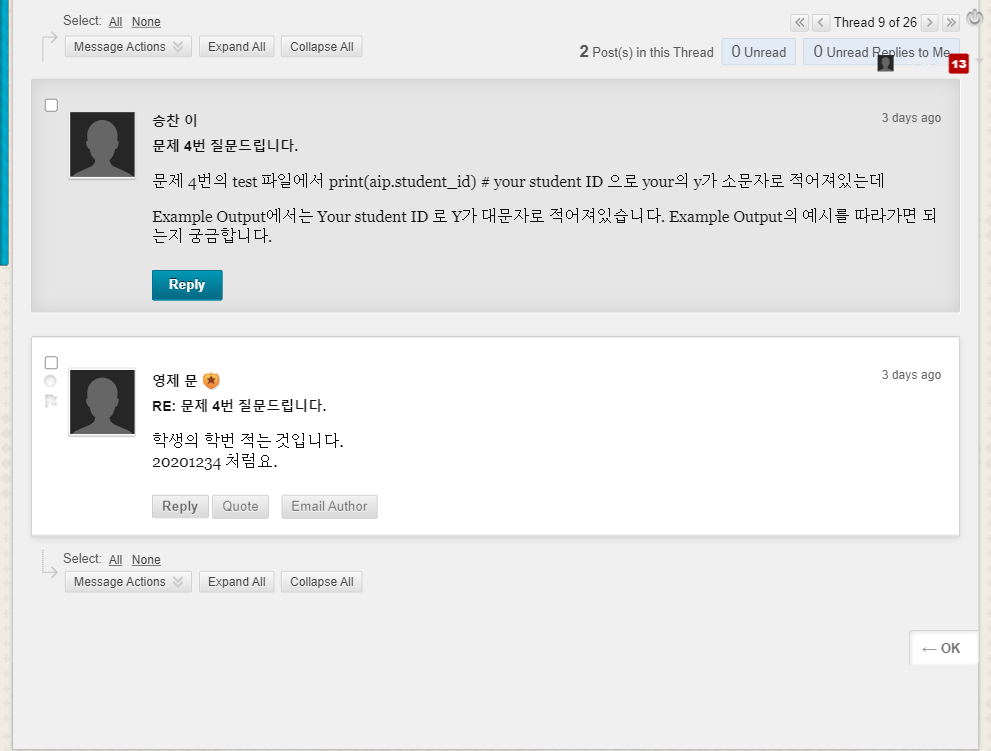 Select: All None
Thread 9 of 26
Message Actions Expand All Collapse All
2 Post(s) in this Thread 0 Unread 0 Unread Replies to Me
13
승찬 이
3 days ago
문제 4번 질문드립니다.
문제 4번의 test 파일에서 print(aip.student_id) # your student ID 으로 your의 y가 소문자로 적어져있는데
Example Output에서는 Your student ID 로 Y가 대문자로 적어져있습니다. Example Output의 예시를 따라가면 되
는지 궁금합니다.
Reply
영제 문
3 days ago
RE: 문제 4번 질문드립니다.
학생의 학번 적는 것입니다.
20201234 처럼요.
Reply Quote Email Author
Select: All None
Message Actions Expand All Collapse All
← OK